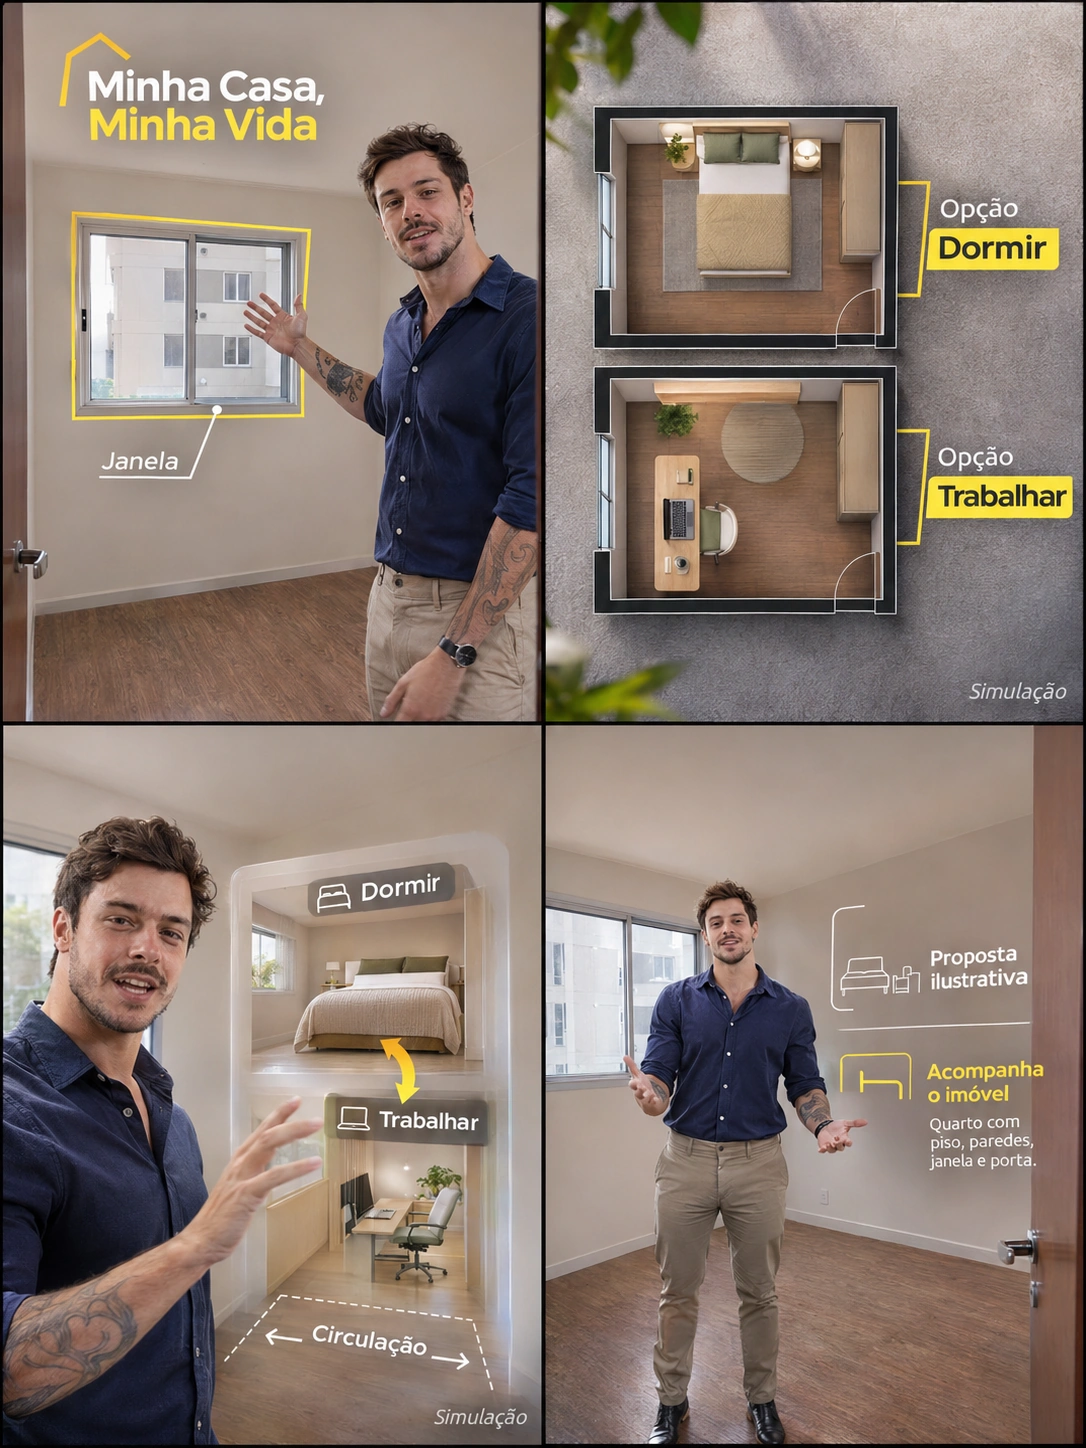 Minha Casa,
Minha Vida
Janela
Opção
Dormir
Opção
Trabalhar
Simulação
Dormir
Trabalhar
Circulação
Simulação
Proposta
ilustrativa
Acompanha
o imóvel
Quarto com
piso, paredes,
janela e porta.